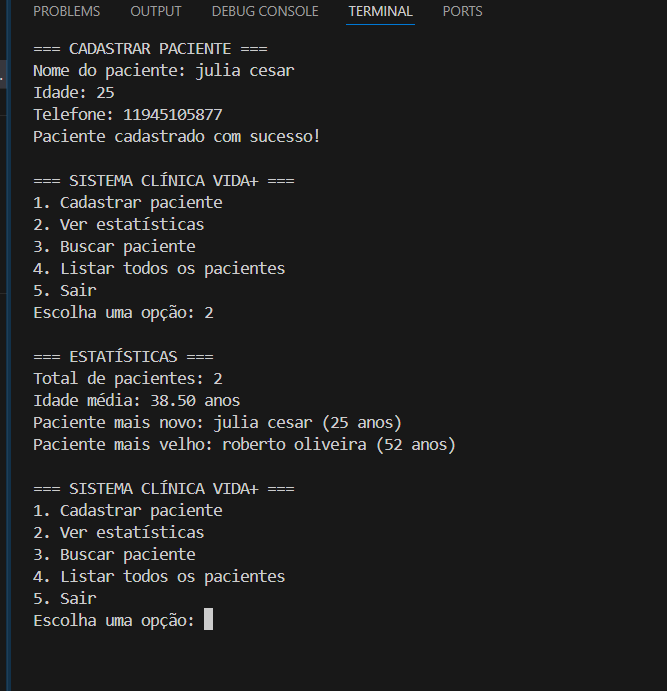 PROBLEMS OUTPUT DEBUG CONSOLE TERMINAL PORTS
=== CADASTRAR PACIENTE ===
Nome do paciente: julia cesar
Idade: 25
Telefone: 11945105877
Paciente cadastrado com sucesso!
=== SISTEMA CLÍNICA VIDA+ ===
1. Cadastrar paciente
2. Ver estatísticas
3. Buscar paciente
4. Listar todos os pacientes
5. Sair
Escolha uma opção: 2
=== ESTATÍSTICAS ===
Total de pacientes: 2
Idade média: 38.50 anos
Paciente mais novo: julia cesar (25 anos)
Paciente mais velho: roberto oliveira (52 anos)
=== SISTEMA CLÍNICA VIDA+ ===
1. Cadastrar paciente
2. Ver estatísticas
3. Buscar paciente
4. Listar todos os pacientes
5. Sair
Escolha uma opção: